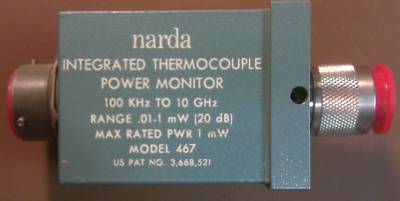 narda
INTEGRATED THERMOCOUPLE
POWER MONITOR
100 KHz TO 10 GHz
RANGE .01-1 mW (20 dB)
MAX RATED PWR 1 mW
MODEL 467
US PAT NO. 3,668,521